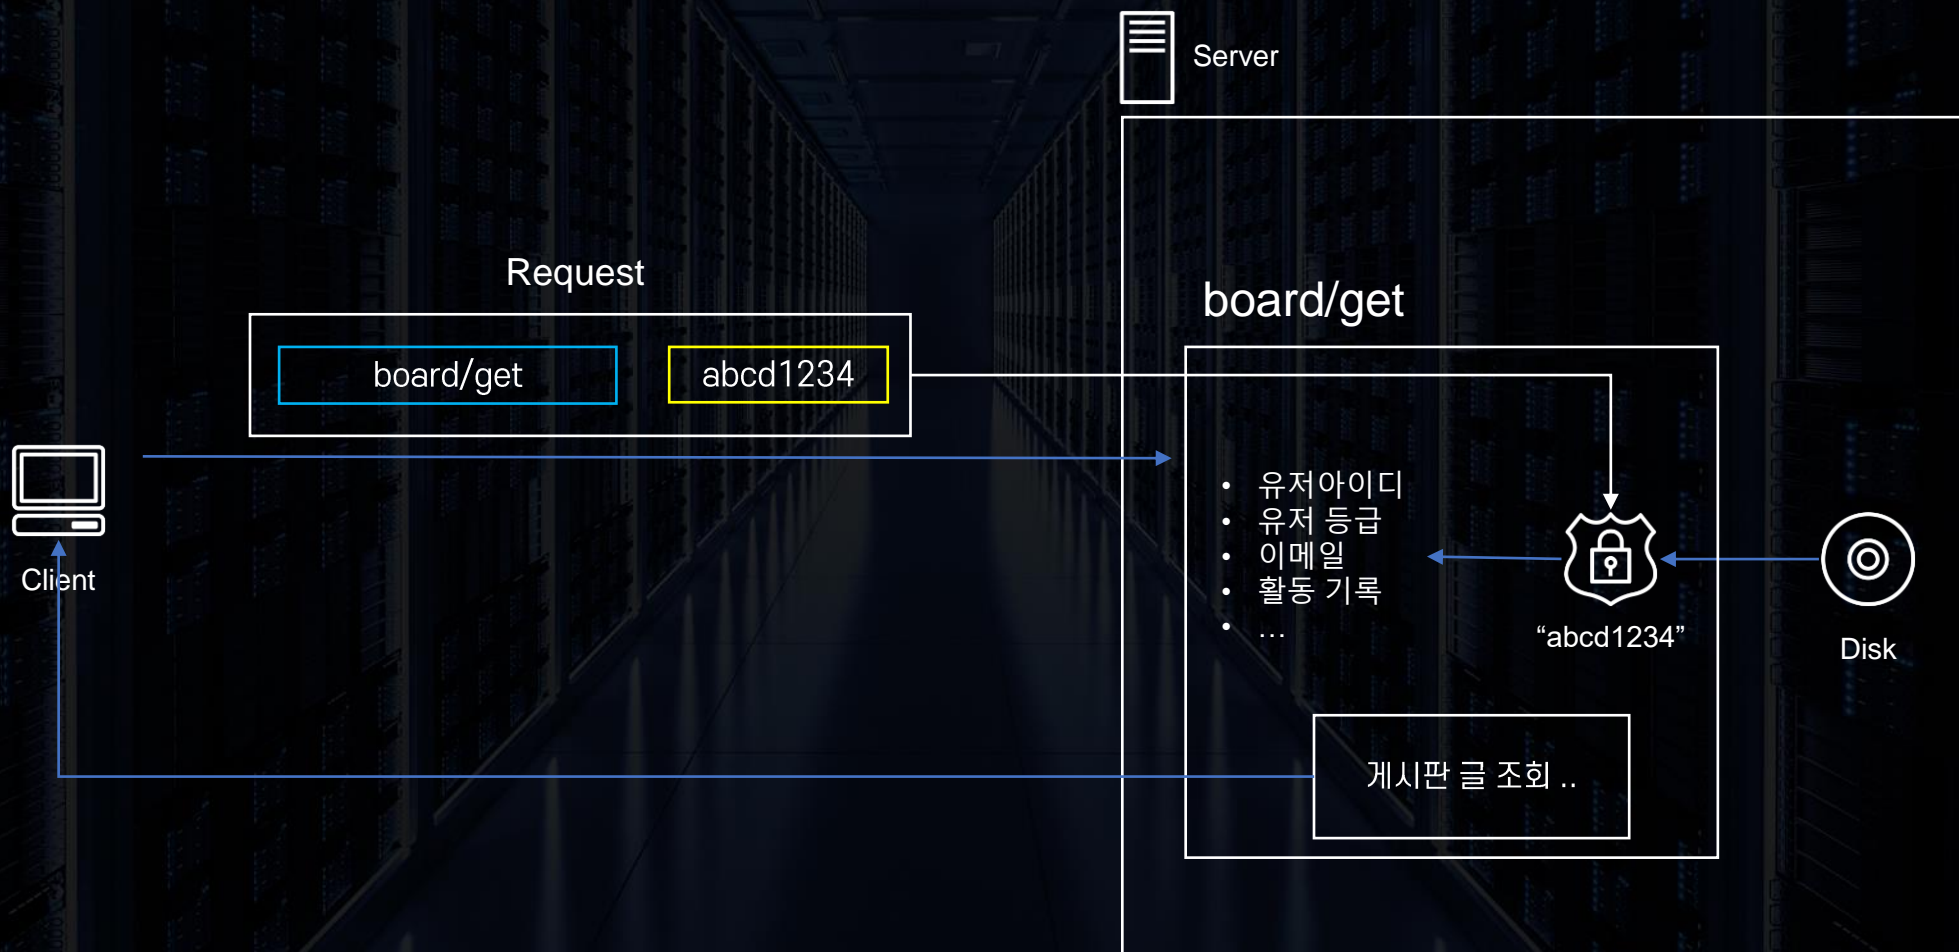 Server
Request
board/get
abcd1234
board/get
Client
• 유저아이디
• 유저 등급
• 이메일
• 활동 기록
• …
“abcd1234”
Disk
게시판 글 조회 ..